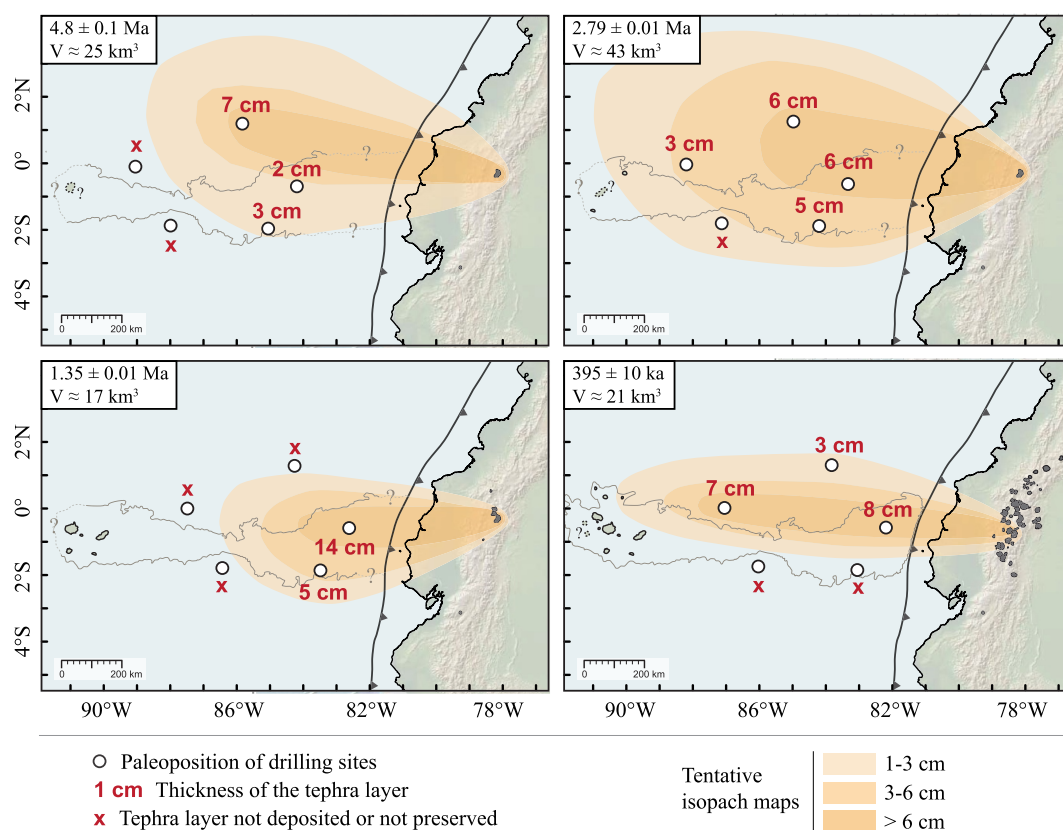 4.8 ± 0.1 Ma
V ≈ 25 km³
2°N
0°
2°S
4°S
7 cm
x
2 cm
3 cm
x
?
?
?
?
0 200 km
2.79 ± 0.01 Ma
V ≈ 43 km³
6 cm
3 cm
6 cm
5 cm
x
?
?
?
?
0 200 km
1.35 ± 0.01 Ma
V ≈ 17 km³
2°N
0°
2°S
4°S
x
x
14 cm
5 cm
x
?
?
?
0 200 km
395 ± 10 ka
V ≈ 21 km³
3 cm
7 cm
8 cm
x
x
?
0 200 km
90°W 86°W 82°W 78°W
90°W 86°W 82°W 78°W
Paleoposition of drilling sites
1 cm Thickness of the tephra layer
x Tephra layer not deposited or not preserved
Tentative
isopach maps
1-3 cm
3-6 cm
> 6 cm